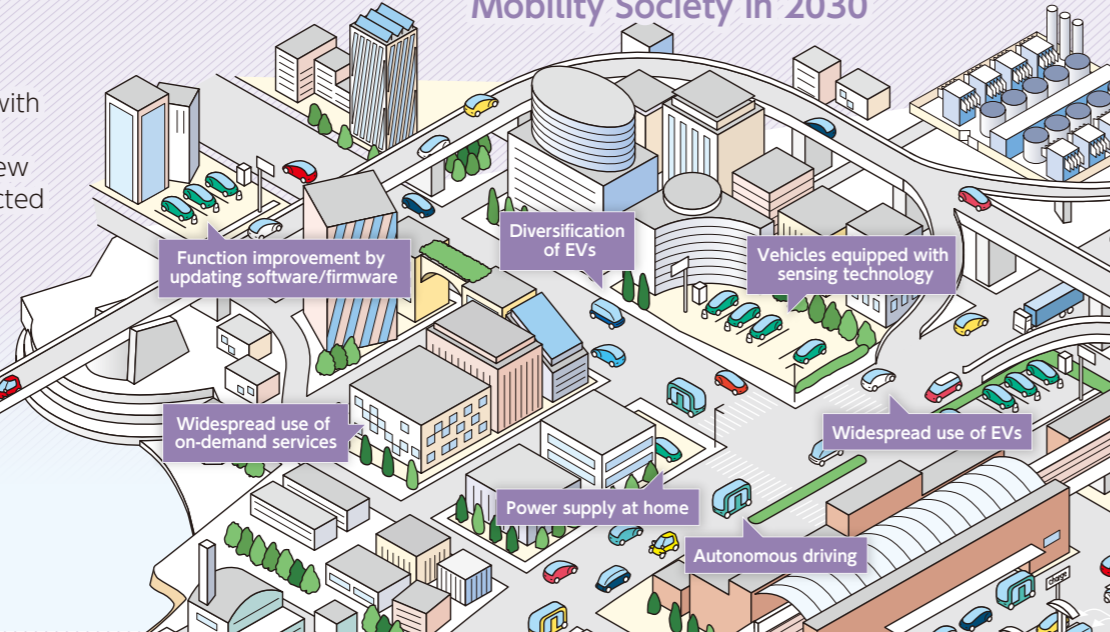 Mobility Society in 2030
with
ew
cted
Function improvement by
updating software/firmware
Diversification
of EVs
Vehicles equipped with
sensing technology
Widespread use of
on-demand services
Widespread use of EVs
Power supply at home
Autonomous driving
charge